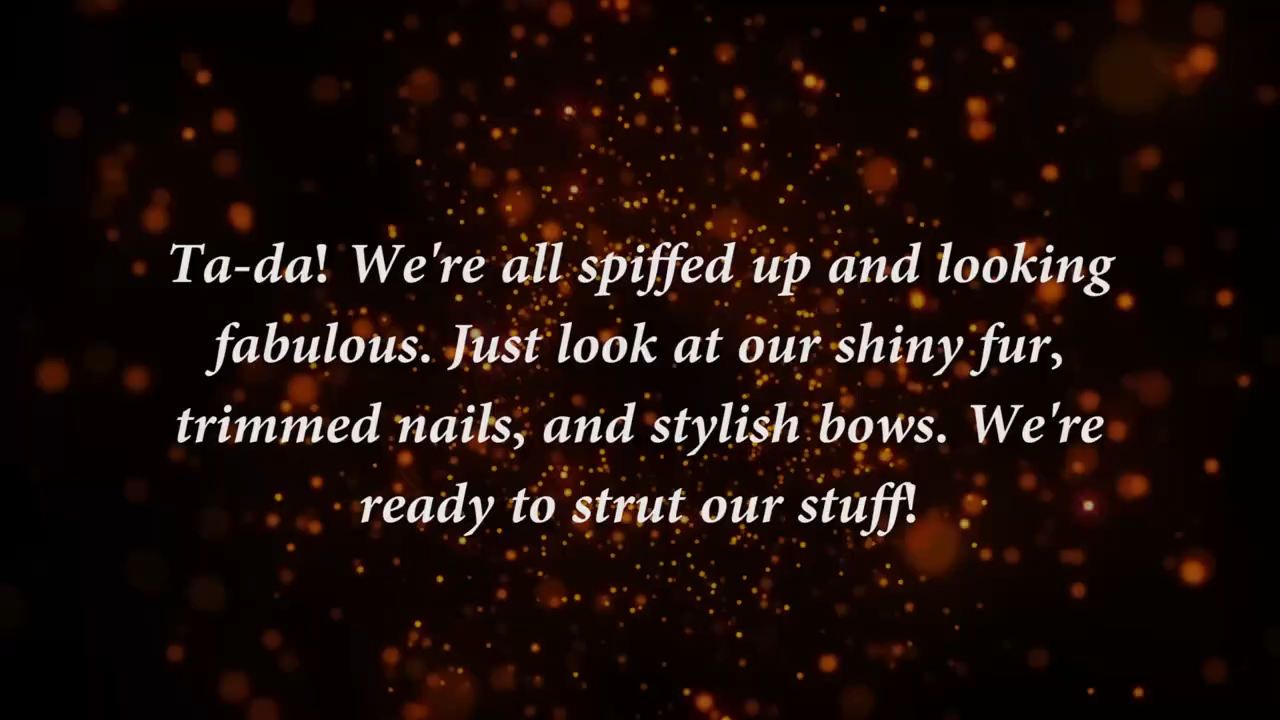 Ta-da! We're all spiffed up and looking
fabulous. Just look at our shiny fur,
trimmed nails, and stylish bows. We're
ready to strut our stuff!